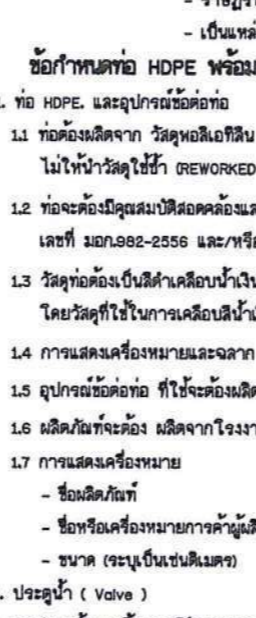 - เป็นแหล่
ข้อกำหนดท่อ HDPE พร้อม
. ท่อ HDPE. และอุปกรณ์ข้อต่อท่อ
1.1 ท่อต้องผลิตจาก วัสดุพอลิเอทิลีน
ไม่ให้นำวัสดุใช้ซ้ำ (REWORKED
1.2 ท่อจะต้องมีคุณสมบัติสอดคล้องแล
เลขที่ มอก.982-2556 และ/หรือ
1.3 วัสดุท่อต้องเป็นสีดำเคลือบน้ำเงิน
โดยวัสดุที่ใช้ในการเคลือบสีน้ำเ
1.4 การแสดงเครื่องหมายและฉลาก
1.5 อุปกรณ์ข้อต่อท่อ ที่ใช้จะต้องผลิต
1.6 ผลิตภัณฑ์จะต้อง ผลิตจากโรงงา
1.7 การแสดงเครื่องหมาย
- ชื่อผลิตภัณฑ์
- ชื่อหรือเครื่องหมายการค้าผู้ผลิ
- ขนาด (ระบุเป็นเซนติเมตร)
. ประตูน้ำ ( Valve )